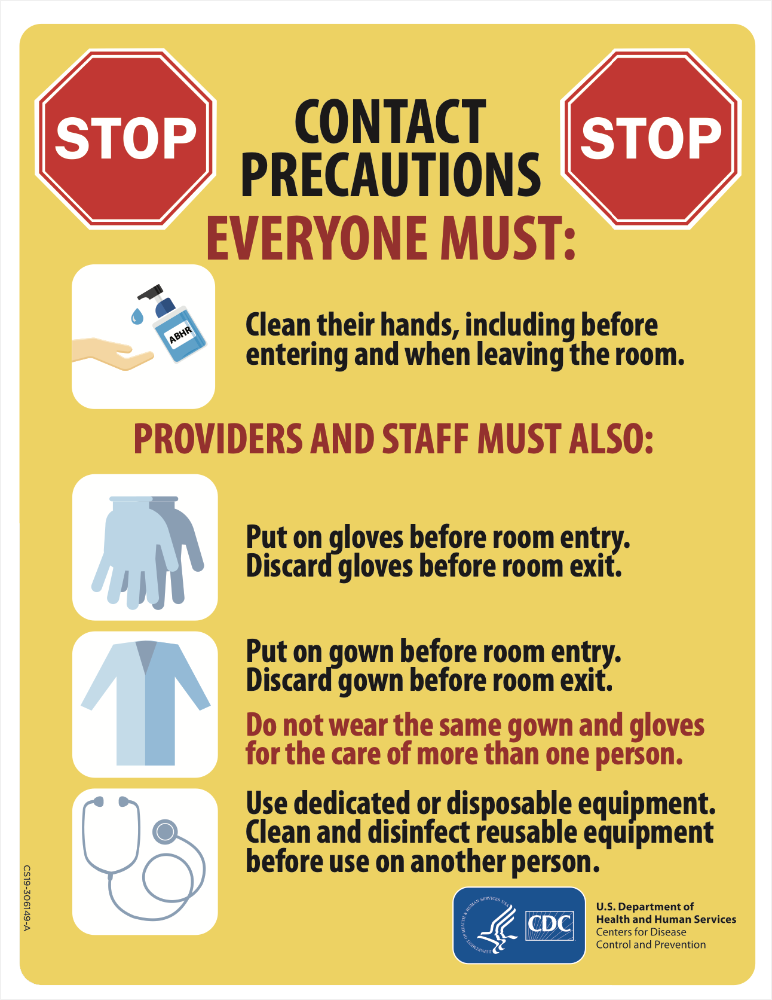 STOP
STOP
CONTACT
PRECAUTIONS
EVERYONE MUST:
ABHR
Clean their hands, including before
entering and when leaving the room.
PROVIDERS AND STAFF MUST ALSO:
Put on gloves before room entry.
Discard gloves before room exit.
Put on gown before room entry.
Discard gown before room exit.
Do not wear the same gown and gloves
for the care of more than one person.
Use dedicated or disposable equipment.
Clean and disinfect reusable equipment
before use on another person.
CS19-306149-A
DEPARTMENT OF HEALTH & HUMAN SERVICES·USA
CDC
U.S. Department of
Health and Human Services
Centers for Disease
Control and Prevention